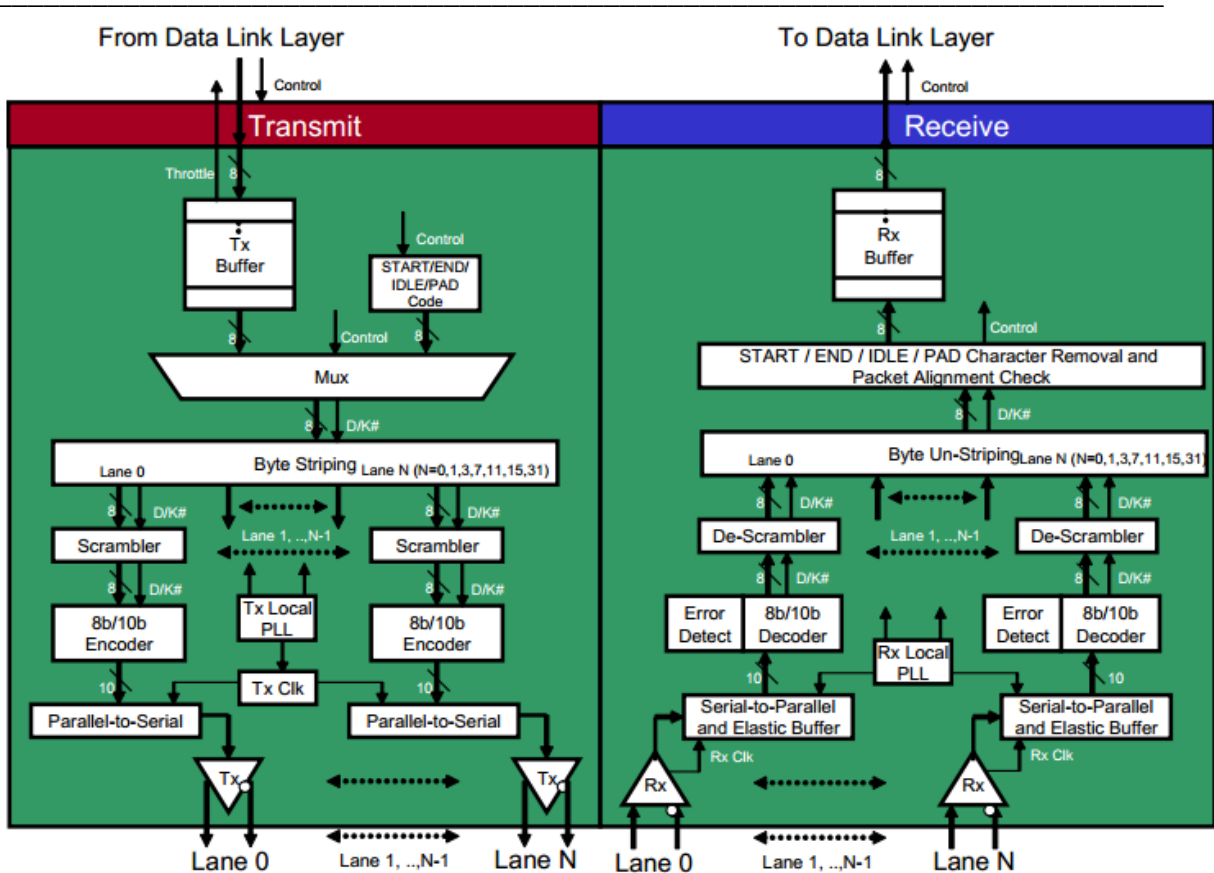 From Data Link Layer
To Data Link Layer
Control
Control
Transmit
Receive
Throttle
8
8
Tx
Buffer
Rx
Buffer
Control
START/END/
IDLE/PAD
Code
8
Control
8
8
Control
Mux
START / END / IDLE / PAD Character Removal and
Packet Alignment Check
8
D/K#
8
D/K#
Lane 0
Byte Striping
Lane N (N=0,1,3,7,11,15,31)
Lane 0
Byte Un-Striping
Lane N (N=0,1,3,7,11,15,31)
8
D/K#
8
D/K#
8
D/K#
8
D/K#
Scrambler
Lane 1, ..,N-1
Scrambler
De-Scrambler
Lane 1, ..,N-1
De-Scrambler
8
D/K#
8
D/K#
8
D/K#
8
D/K#
8b/10b
Encoder
Tx Local
PLL
8b/10b
Encoder
Error
Detect
8b/10b
Decoder
Rx Local
PLL
Error
Detect
8b/10b
Decoder
10
Tx Clk
10
10
10
Parallel-to-Serial
Parallel-to-Serial
Serial-to-Parallel
and Elastic Buffer
Serial-to-Parallel
and Elastic Buffer
Rx Clk
Rx Clk
Tx
Tx
Rx
Rx
Lane 0
Lane 1, ..,N-1
Lane N
Lane 0
Lane 1, ..,N-1
Lane N